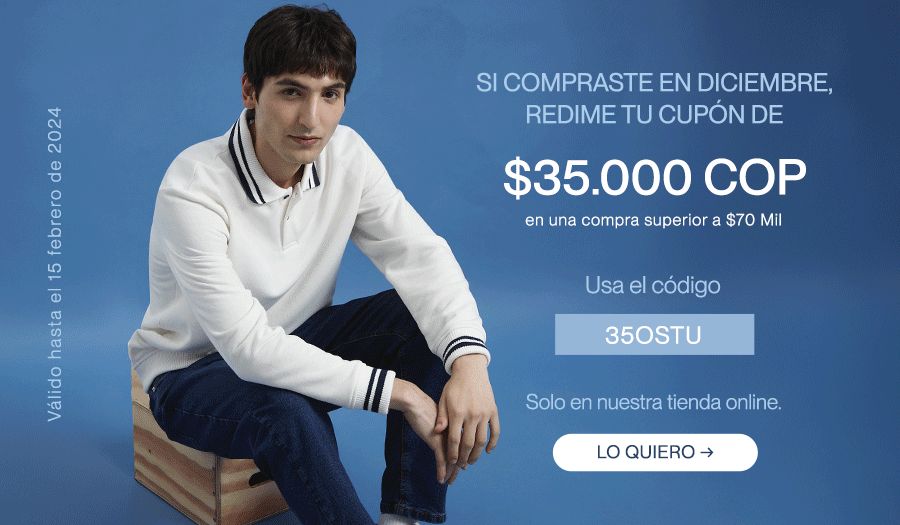 Válido hasta el 15 febrero de 2024
SI COMPRASTE EN DICIEMBRE,
REDIME TU CUPÓN DE
$35.000 COP
en una compra superior a $70 Mil
Usa el código
35OSTU
Solo en nuestra tienda online.
LO QUIERO →